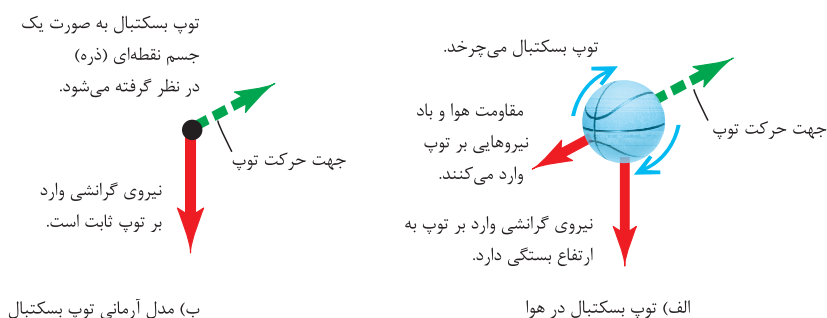 توپ بسکتبال می‌چرخد.
مقاومت هوا و باد
نیروهایی بر توپ
وارد می‌کنند.
جهت حرکت توپ
نیروی گرانشی وارد بر توپ به
ارتفاع بستگی دارد.
الف) توپ بسکتبال در هوا
توپ بسکتبال به صورت یک
جسم نقطه‌ای (ذره)
در نظر گرفته می‌شود.
جهت حرکت توپ
نیروی گرانشی وارد
بر توپ ثابت است.
ب) مدل آرمانی توپ بسکتبال